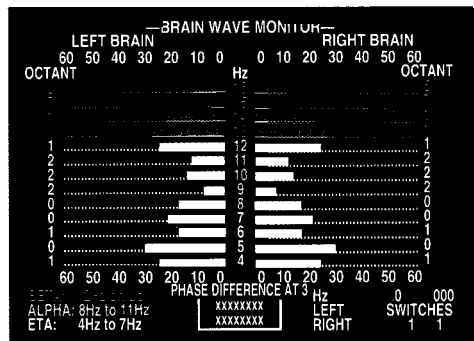 BRAIN WAVE MONITOR
LEFT BRAIN RIGHT BRAIN
60 50 40 30 20 10 0 0 10 20 30 40 50 60
OCTANT Hz OCTANT
1 12 1
2 11 2
2 10 2
2 9 2
0 8 0
0 7 0
1 6 1
0 5 0
1 4 1
60 50 40 30 20 10 0 0 10 20 30 40 50 60
PHASE DIFFERENCE AT 3 Hz 0 000
ALPHA: 8Hz to 11Hz XXXXXXXX LEFT SWITCHES
ETA: 4Hz to 7Hz XXXXXXXX RIGHT 1 1